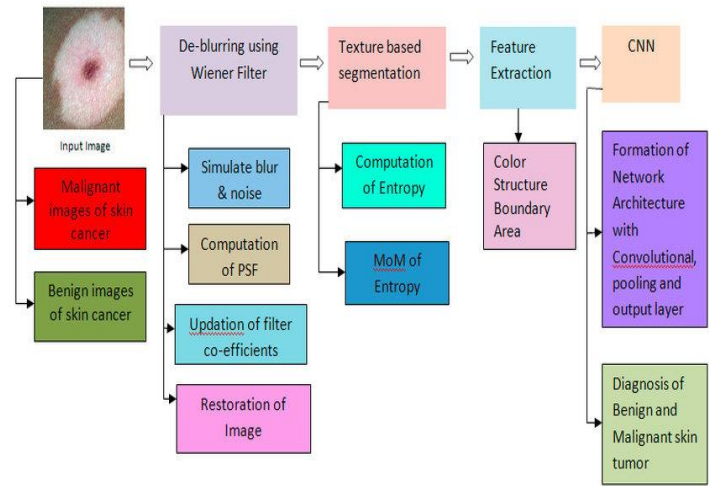 Input Image
Malignant
images of skin
cancer
Benign images
of skin cancer
De-blurring using
Wiener Filter
Simulate blur
& noise
Computation
of PSF
Updation of filter
co-efficients
Restoration of
Image
Texture based
segmentation
Computation
of Entropy
MoM of
Entropy
Feature
Extraction
Color
Structure
Boundary
Area
CNN
Formation of
Network
Architecture
with
Convolutional,
pooling and
output layer
Diagnosis of
Benign and
Malignant skin
tumor